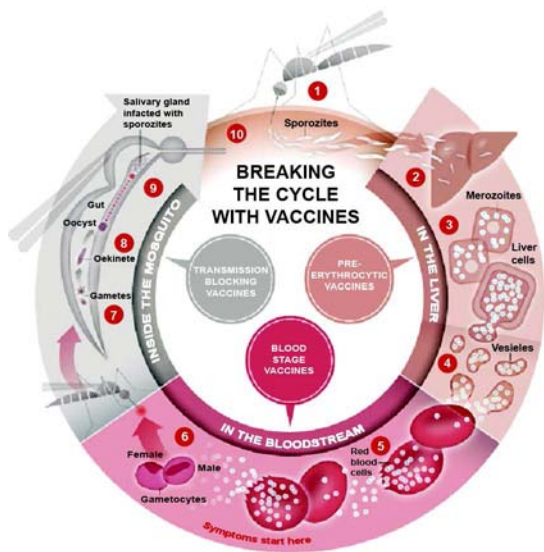 1
Sporozites
2
Merozoites
3
Liver
cells
Vesieles
4
IN THE LIVER
5
Red
blood
cells
IN THE BLOODSTREAM
6
Female
Male
Gametocytes
Symptoms start here
INSIDE THE MOSQUITO
7
Gametes
8
Oekinete
Oocyst
Gut
9
Salivary gland
infacted with
sporozites
10
BREAKING
THE CYCLE
WITH VACCINES
TRANSMISSION
BLOCKING
VACCINES
PRE-
ERYTHROCYTIC
VACCINES
BLOOD
STAGE
VACCINES